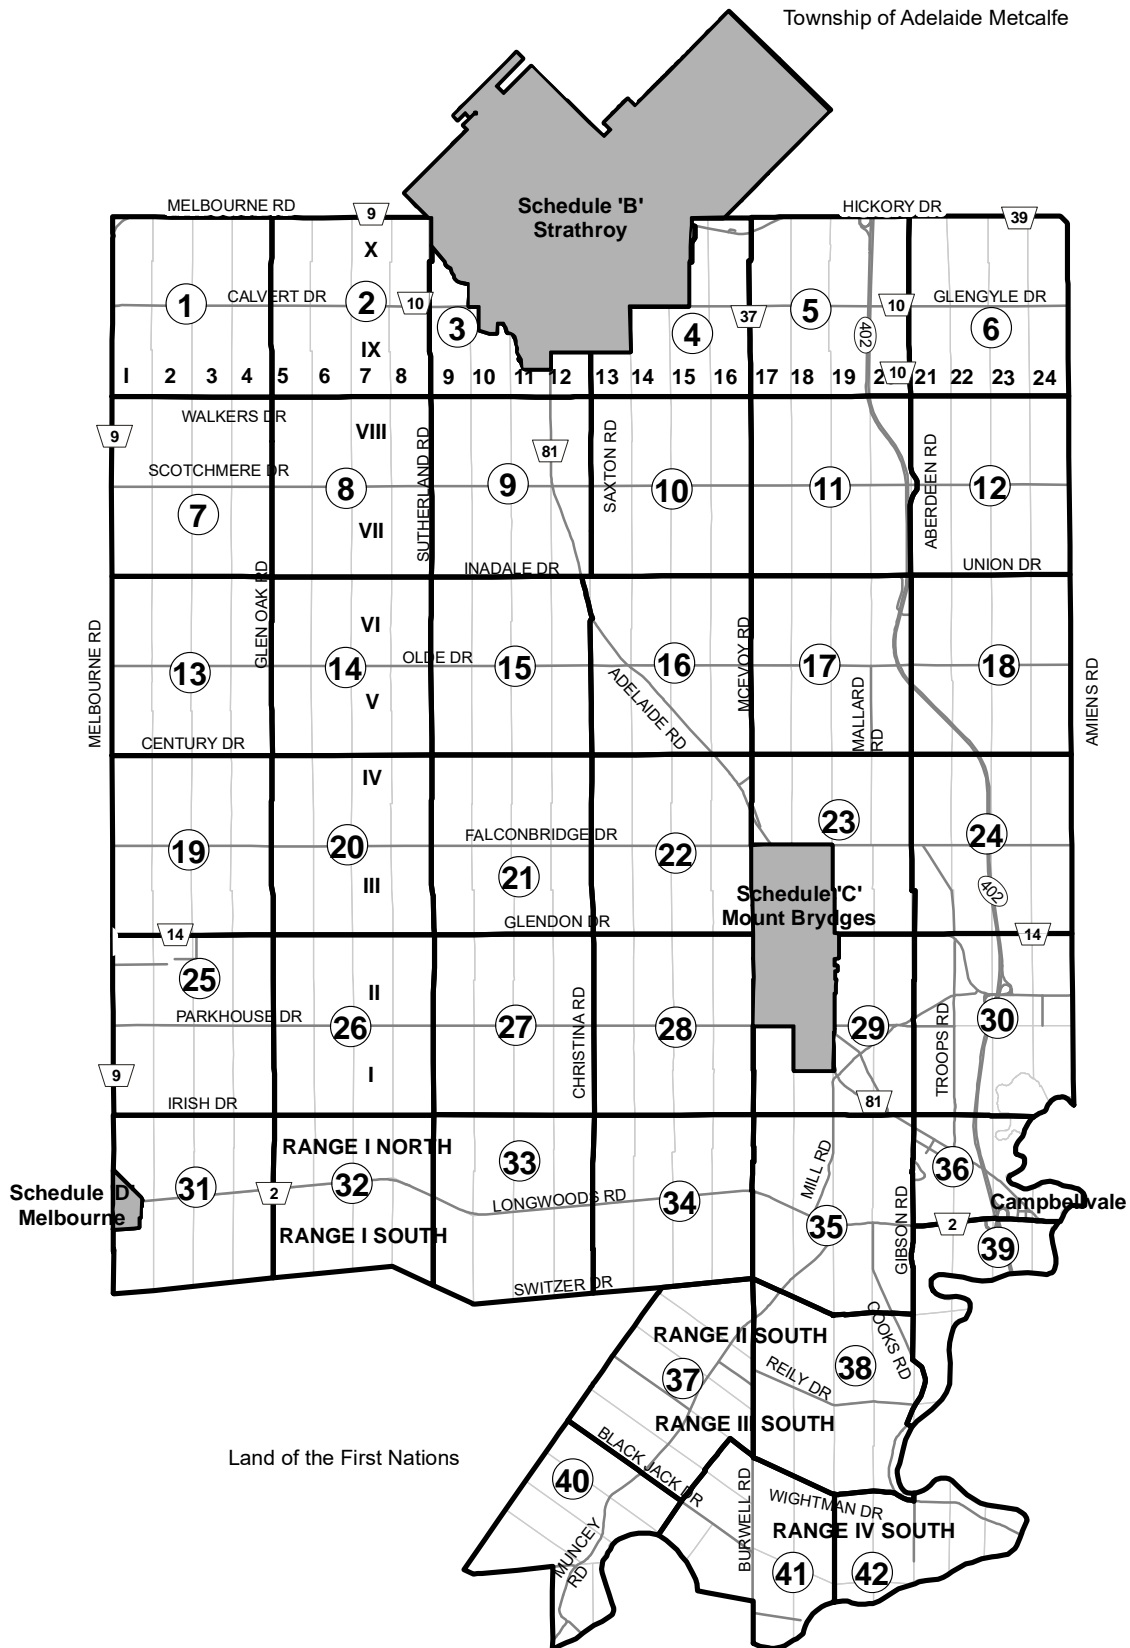 Township of Adelaide Metcalfe
Schedule 'B'
Strathroy
MELBOURNE RD
9
HICKORY DR
39
X
1
CALVERT DR
2
10
3
4
37
5
402
10
GLENGYLE DR
6
IX
I 2 3 4 5 6 7 8 9 10 11 12 13 14 15 16 17 18 19 2 10 21 22 23 24
WALKERS DR
9
VIII
SUTHERLAND RD
81
SAXTON RD
ABERDEEN RD
SCOTCHMERE DR
7
8
9
10
11
12
VII
INADALE DR
UNION DR
GLEN OAK RD
MELBOURNE RD
VI
13
14
OLDE DR
15
16
17
18
ADELAIDE RD
MCEVOY RD
MALLARD
RD
AMIENS RD
V
CENTURY DR
IV
19
20
FALCONBRIDGE DR
21
22
23
24
III
402
Schedule 'C'
Mount Brydges
GLENDON DR
14
14
25
II
PARKHOUSE DR
26
27
CHRISTINA RD
28
29
TROOPS RD
30
I
9
IRISH DR
81
RANGE I NORTH
33
MILL RD
36
Schedule 'D'
Melbourne
31
2
32
LONGWOODS RD
34
35
GIBSON RD
Campbellvale
2
39
RANGE I SOUTH
SWITZER DR
COOKS RD
RANGE II SOUTH
37
REILY DR
38
RANGE III SOUTH
Land of the First Nations
BLACK JACK DR
40
BURWELL RD
WIGHTMAN DR
RANGE IV SOUTH
MUNCEY
RD
41
42